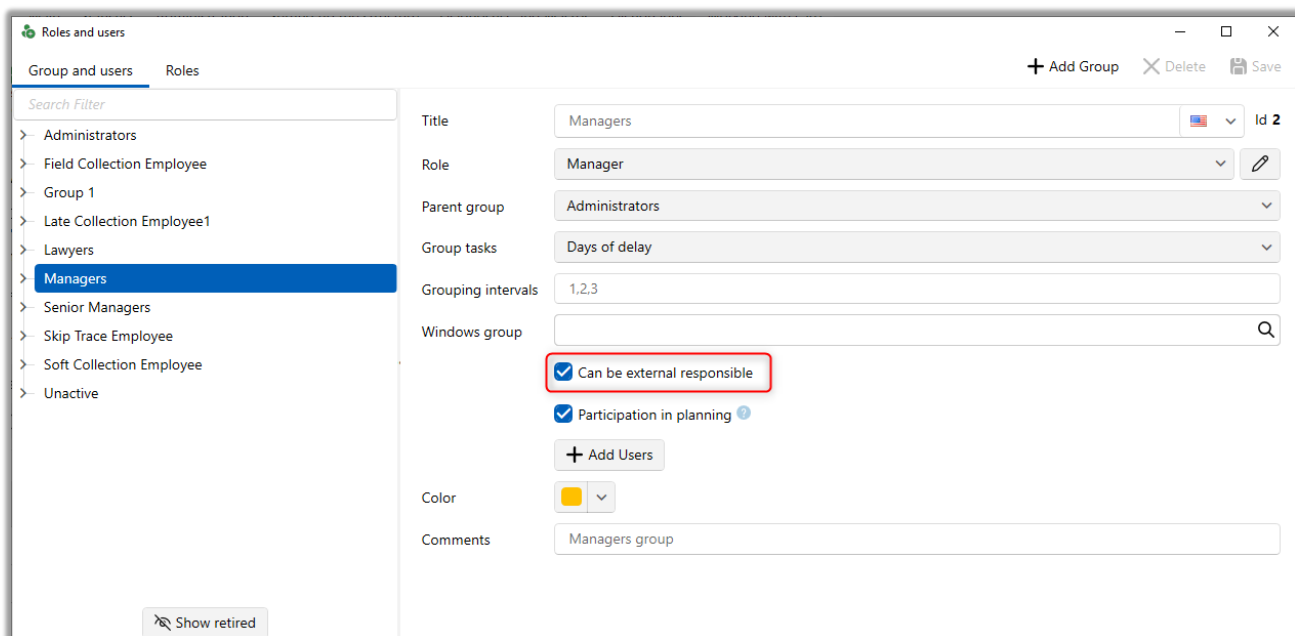 Roles and users
Group and users Roles
Add Group Delete Save
Search Filter
Administrators
Field Collection Employee
Group 1
Late Collection Employee1
Lawyers
Managers
Senior Managers
Skip Trace Employee
Soft Collection Employee
Unactive
Show retired
Title Managers Id 2
Role Manager
Parent group Administrators
Group tasks Days of delay
Grouping intervals 1,2,3
Windows group
Can be external responsible
Participation in planning ?
Add Users
Color
Comments Managers group